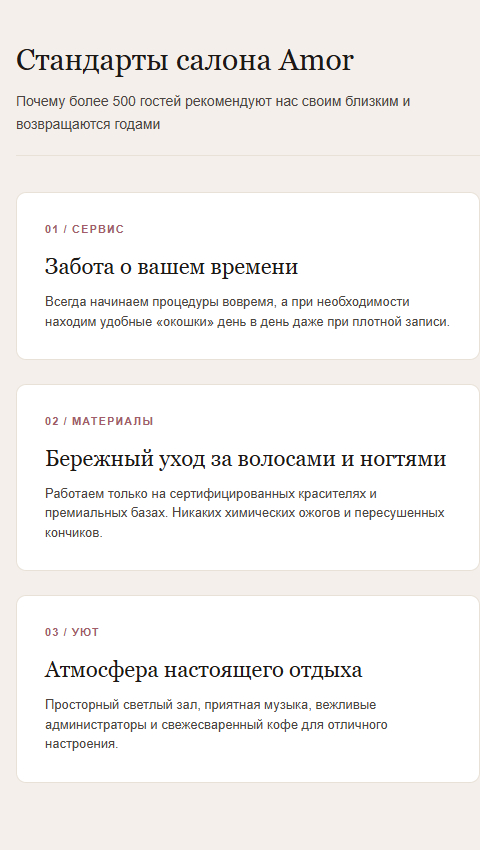 Стандарты салона Amor
Почему более 500 гостей рекомендуют нас своим близким и
возвращаются годами
01 / СЕРВИС
Забота о вашем времени
Всегда начинаем процедуры вовремя, а при необходимости
находим удобные «окошки» день в день даже при плотной записи.
02 / МАТЕРИАЛЫ
Бережный уход за волосами и ногтями
Работаем только на сертифицированных красителях и
премиальных базах. Никаких химических ожогов и пересушенных
кончиков.
03 / УЮТ
Атмосфера настоящего отдыха
Просторный светлый зал, приятная музыка, вежливые
администраторы и свежесваренный кофе для отличного
настроения.